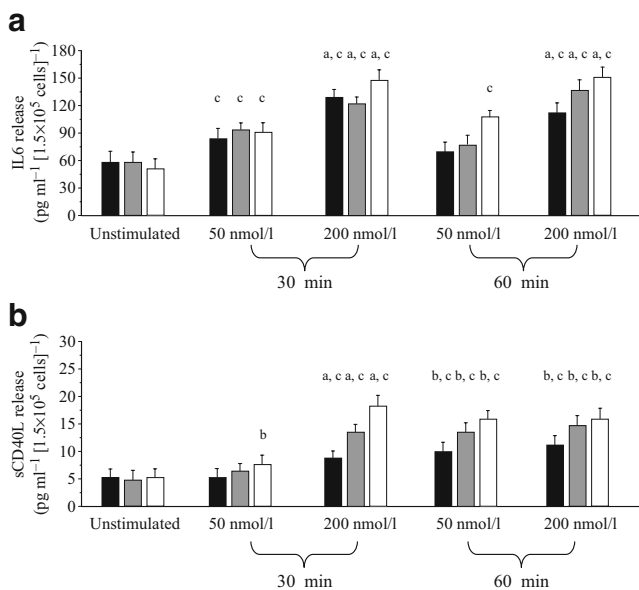 a
IL6 release
(pg ml⁻¹ [1.5×10⁵ cells]⁻¹)
180
150
120
90
60
30
0
c c c
a, c a, c a, c
c
a, c a, c a, c
Unstimulated 50 nmol/l 200 nmol/l 50 nmol/l 200 nmol/l
30 min 60 min
b
sCD40L release
(pg ml⁻¹ [1.5×10⁵ cells]⁻¹)
30
25
20
15
10
5
0
b
a, c a, c a, c
b, c b, c b, c
b, c b, c b, c
Unstimulated 50 nmol/l 200 nmol/l 50 nmol/l 200 nmol/l
30 min 60 min